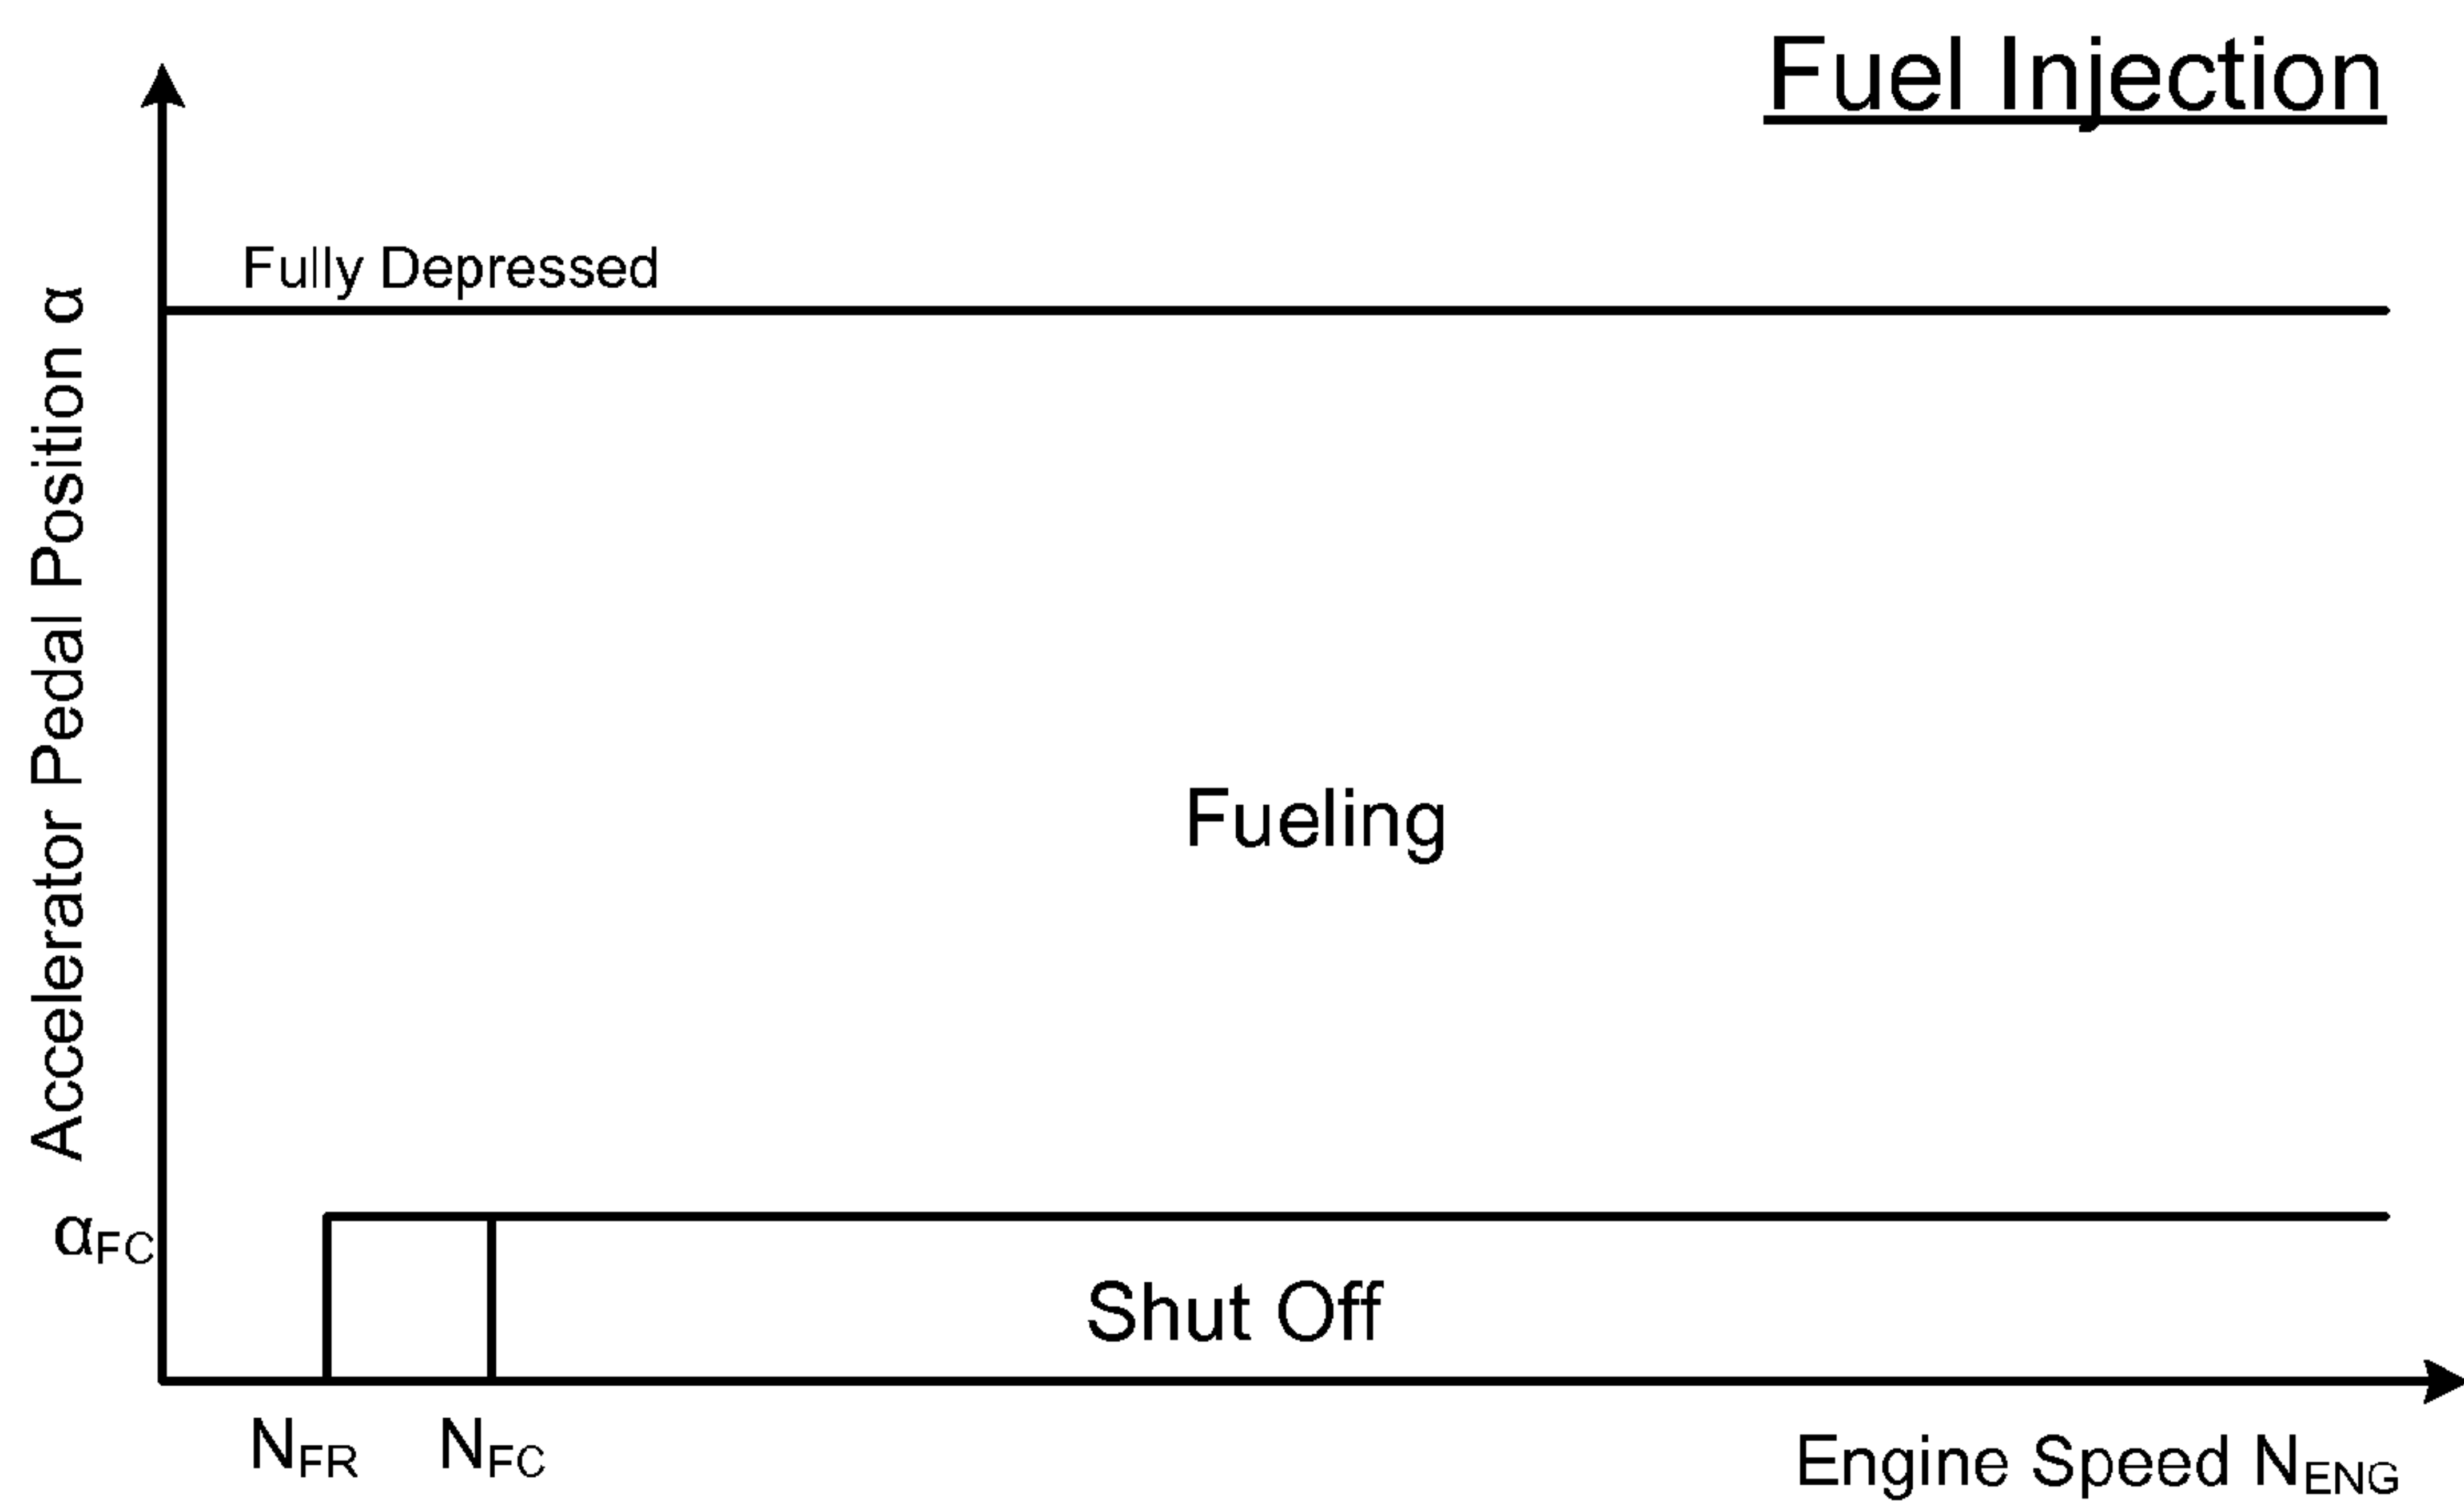 Fuel Injection
Fully Depressed
Accelerator Pedal Position α
Fueling
αFC
Shut Off
NFR
NFC
Engine Speed NENG